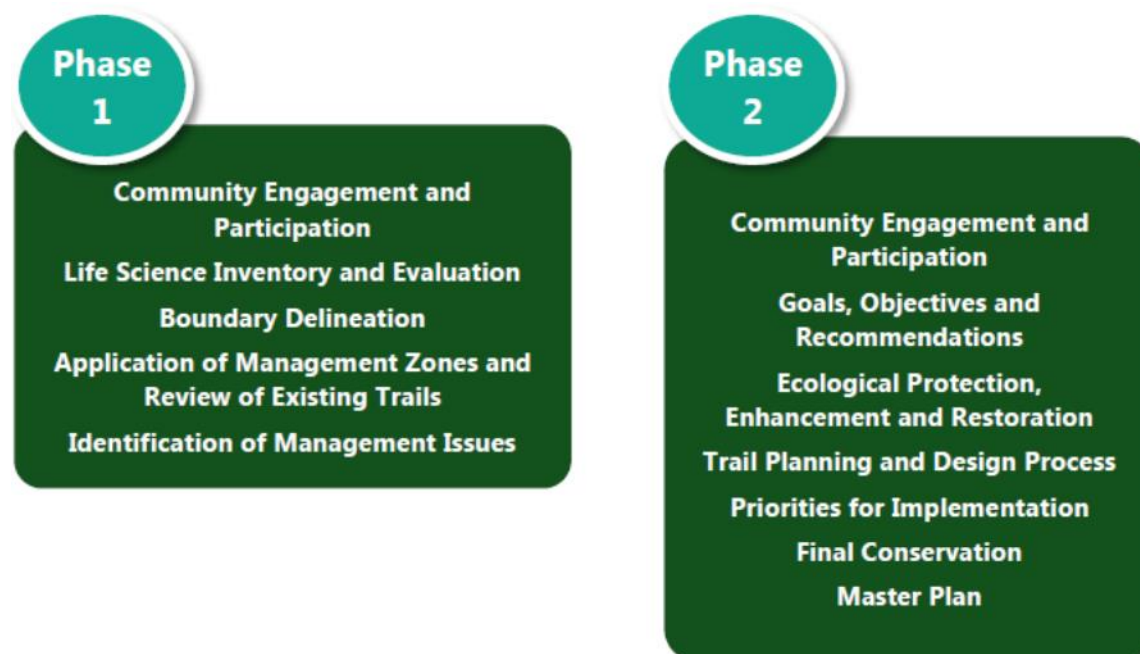 Phase
1
Community Engagement and
Participation
Life Science Inventory and Evaluation
Boundary Delineation
Application of Management Zones and
Review of Existing Trails
Identification of Management Issues
Phase
2
Community Engagement and
Participation
Goals, Objectives and
Recommendations
Ecological Protection,
Enhancement and Restoration
Trail Planning and Design Process
Priorities for Implementation
Final Conservation
Master Plan